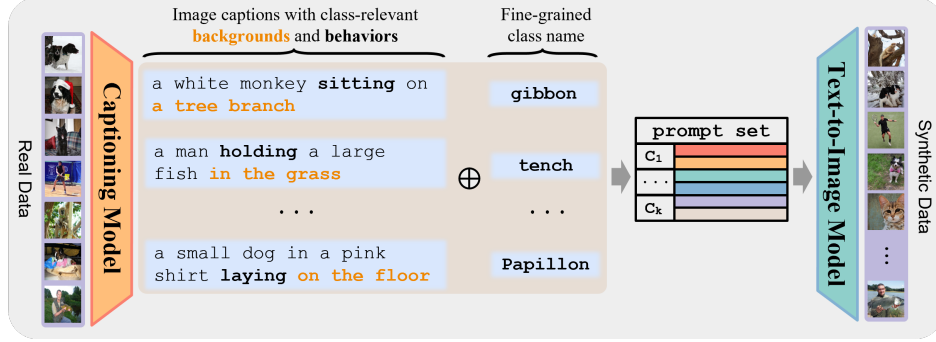 Image captions with class-relevant
backgrounds and behaviors
Fine-grained
class name
Real Data
Captioning Model
a white monkey sitting on
a tree branch
gibbon
a man holding a large
fish in the grass
tench
...
...
a small dog in a pink
shirt laying on the floor
Papillon
⊕
prompt set
C₁
...
Cₖ
Text-to-Image Model
...
Synthetic Data